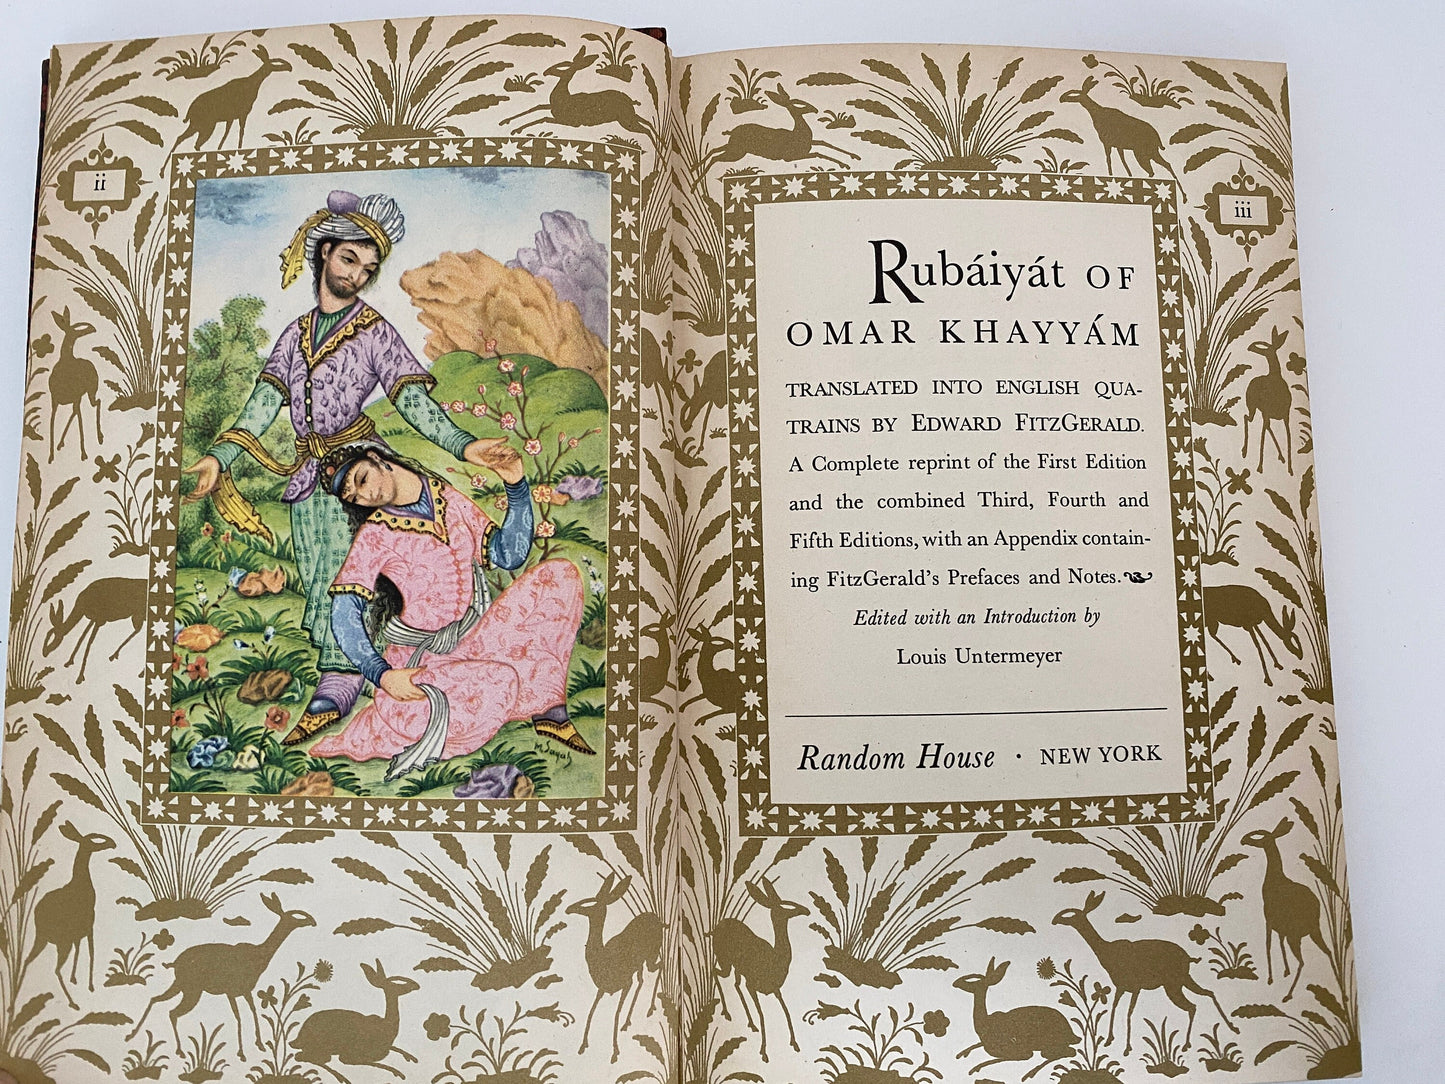 ii
M. Sayah
iii
Rubáiyát OF
OMAR KHAYYÁM
TRANSLATED INTO ENGLISH QUA-
TRAINS BY EDWARD FITZGERALD.
A Complete reprint of the First Edition
and the combined Third, Fourth and
Fifth Editions, with an Appendix contain-
ing FitzGerald's Prefaces and Notes.
Edited with an Introduction by
Louis Untermeyer
Random House · NEW YORK